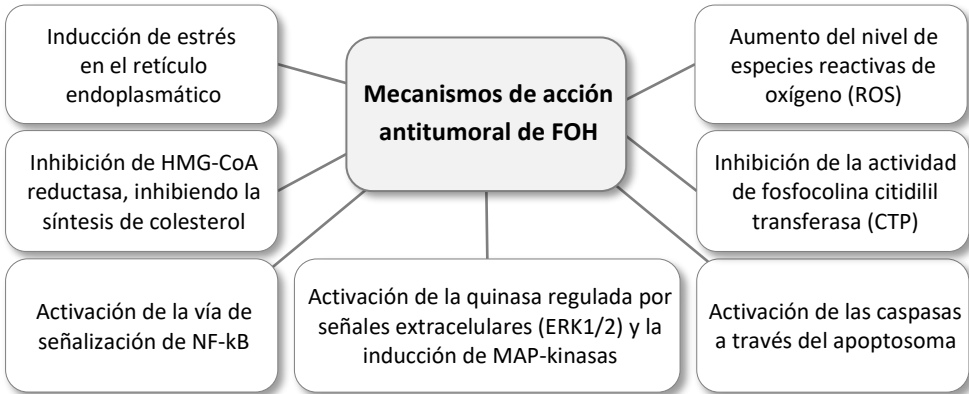 Mecanismos de acción
antitumoral de FOH
Inducción de estrés
en el retículo
endoplasmático
Inhibición de HMG-CoA
reductasa, inhibiendo la
síntesis de colesterol
Activación de la vía de
señalización de NF-kB
Activación de la quinasa regulada por
señales extracelulares (ERK1/2) y la
inducción de MAP-kinasas
Aumento del nivel de
especies reactivas de
oxígeno (ROS)
Inhibición de la actividad
de fosfocolina citidilil
transferasa (CTP)
Activación de las caspasas
a través del apoptosoma